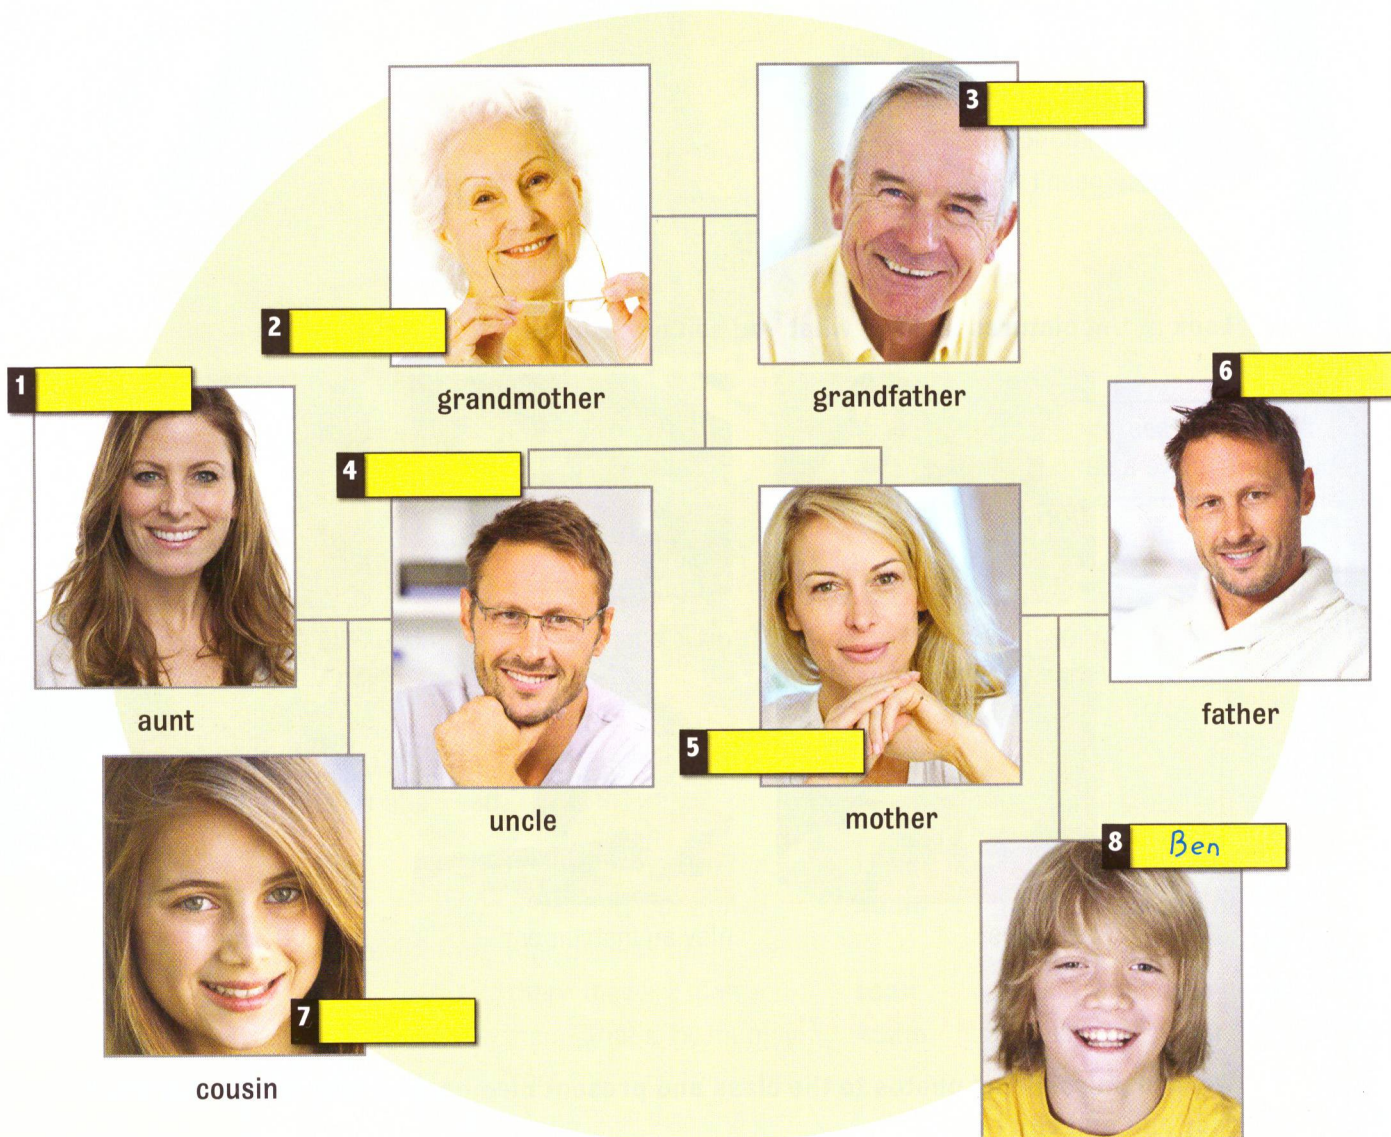 3
2
grandmother
grandfather
1
6
4
aunt
father
5
uncle
mother
8 Ben
7
cousin